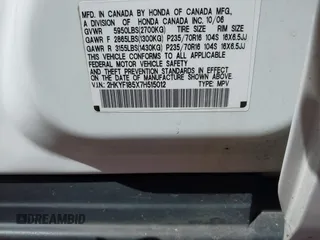 MFD. IN CANADA BY HONDA OF CANADA MFG.,
A DIVISION OF HONDA CANADA INC. 10/06
GVWR 5950LBS(2700KG) TIRE SIZE RIM SIZE
GAWR F 2865LBS(1300KG) P235/70R16 104S 16X6.5JJ
GAWR R 3155LBS(1430KG) P235/70R16 104S 16X6.5JJ
THIS VEHICLE CONFORMS TO ALL APPLICABLE
FEDERAL MOTOR VEHICLE SAFETY AND
THEFT PREVENTION STANDARDS IN EFFECT ON
THE DATE OF MANUFACTURE SHOWN ABOVE.
V.I.N.: 2HKYF185X7H515012 TYPE: MPV
DREAMBID